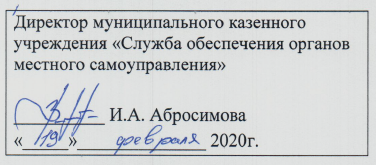 Директор муниципального казенного
учреждения «Служба обеспечения органов
местного самоуправления»
И.А. Абросимова
«19» февраля 2020г.